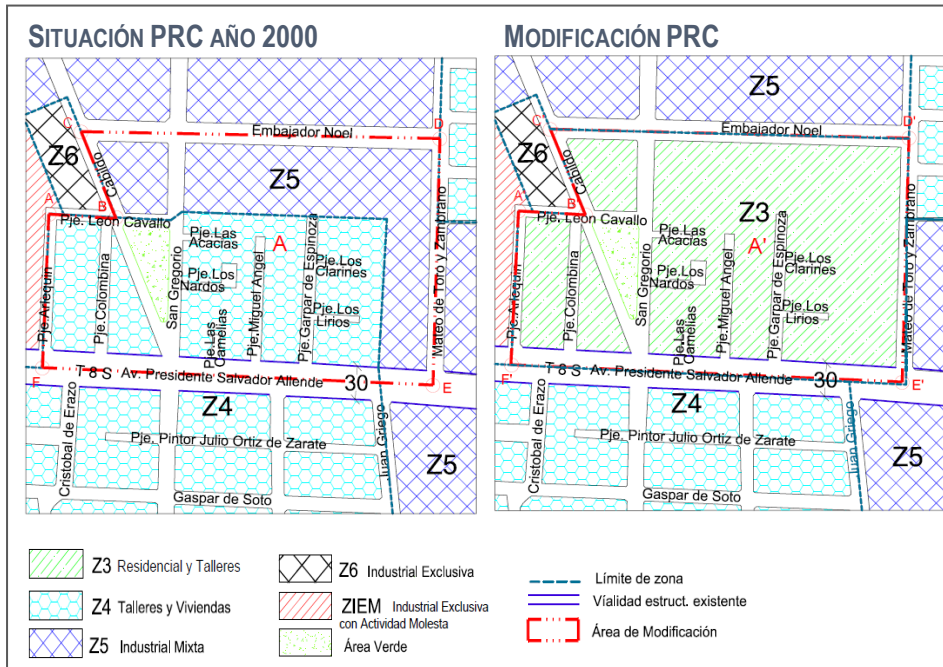 SITUACIÓN PRC AÑO 2000
Z5
C
D
Embajador Noel
Z6
Cabildo
Z5
A
B
Pje. León Cavallo
Pje.Las
Acacias
A
San Gregorio
Pje.Los
Nardos
Pje.Miguel Angel
Pje.Garpar de Espinoza
Pje.Los
Clarines
Pje.Los
Lirios
Pje.Arlequin
Pje.Colombina
Pje.Las
Camelias
Mateo de Toro y Zambrano
F
T 8 S Av. Presidente Salvador Allende
30
E
Z4
Cristobal de Erazo
Pje. Pintor Julio Ortiz de Zarate
Juan Griego
Z5
Gaspar de Soto
MODIFICACIÓN PRC
Z5
C
D'
Embajador Noel
Z6
Cabildo
Z3
A
B
Pje. León Cavallo
Pje.Las
Acacias
A'
San Gregorio
Pje.Los
Nardos
Pje.Miguel Angel
Pje.Garpar de Espinoza
Pje.Los
Clarines
Pje.Los
Lirios
Pje.Arlequin
Pje.Colombina
Pje.Las
Camelias
Mateo de Toro y Zambrano
F'
T 8 S Av. Presidente Salvador Allende
30
E'
Z4
Cristobal de Erazo
Pje. Pintor Julio Ortiz de Zarate
Juan Griego
Z5
Gaspar de Soto
Z3 Residencial y Talleres
Z4 Talleres y Viviendas
Z5 Industrial Mixta
Z6 Industrial Exclusiva
ZIEM Industrial Exclusiva
con Actividad Molesta
Área Verde
Límite de zona
Víalidad estruct. existente
Área de Modificación